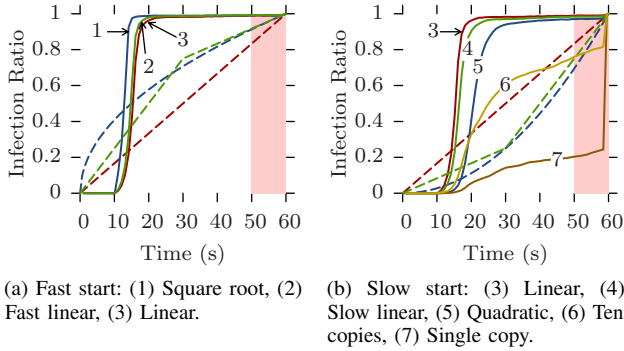 Infection Ratio
1
0.8
0.6
0.4
0.2
0
1
2
3
0 10 20 30 40 50 60
Time (s)
(a) Fast start: (1) Square root, (2)
Fast linear, (3) Linear.
Infection Ratio
1
0.8
0.6
0.4
0.2
0
3
4
5
6
7
0 10 20 30 40 50 60
Time (s)
(b) Slow start: (3) Linear, (4)
Slow linear, (5) Quadratic, (6) Ten
copies, (7) Single copy.